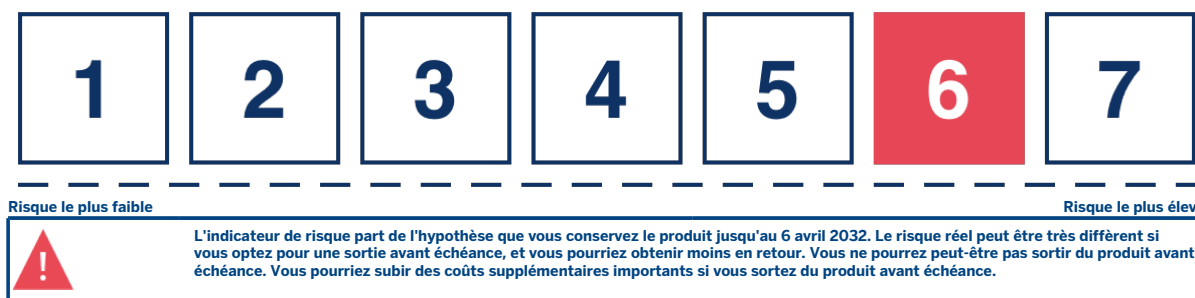 1 2 3 4 5 6 7
Risque le plus faible Risque le plus élev
!
L'indicateur de risque part de l'hypothèse que vous conservez le produit jusqu'au 6 avril 2032. Le risque réel peut être très diffèrent si
vous optez pour une sortie avant échéance, et vous pourriez obtenir moins en retour. Vous ne pourrez peut-être pas sortir du produit avant
échéance. Vous pourriez subir des coûts supplémentaires importants si vous sortez du produit avant échéance.